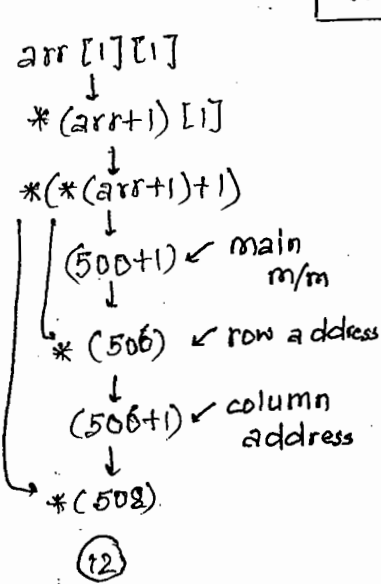 arr [1][1]
↓
*(arr+1)[1]
↓
*(*(arr+1)+1)
↓
(500+1) ↙ main
m/m
↓
*(506) ↙ row address
↓
(506+1) ↙ column
address
↓
*(508)
12